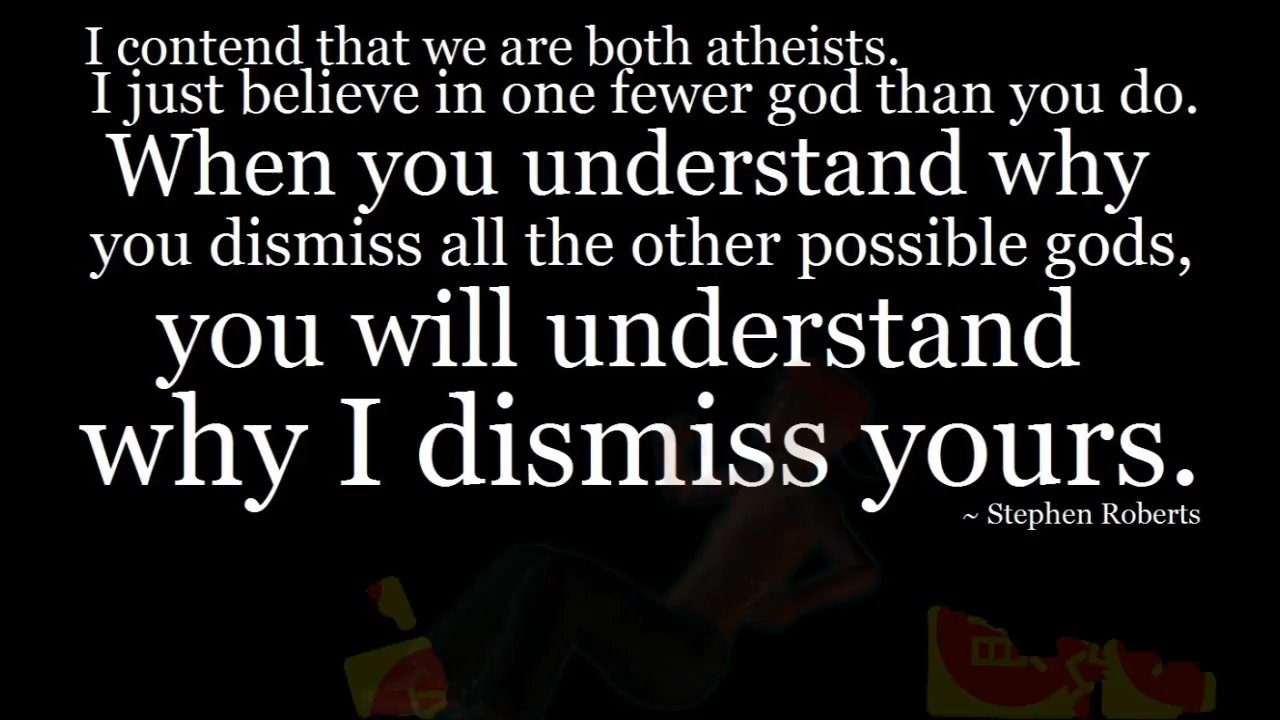 I contend that we are both atheists.
I just believe in one fewer god than you do.
When you understand why
you dismiss all the other possible gods,
you will understand
why I dismiss yours.
~ Stephen Roberts